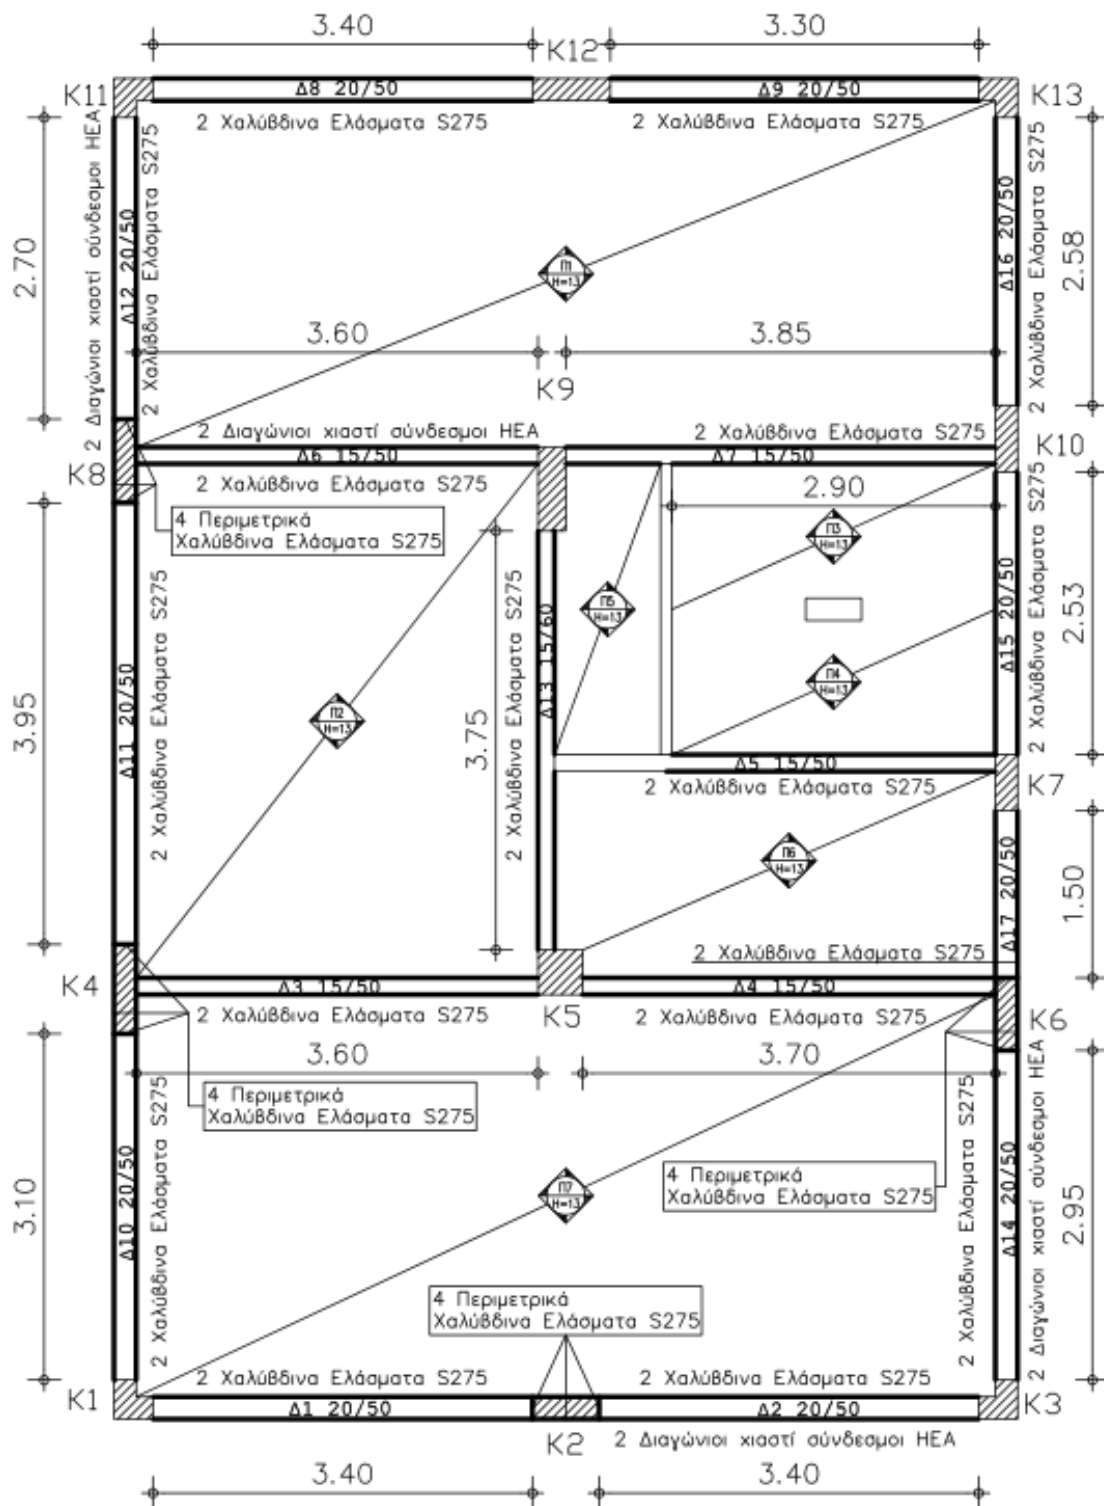 3.40
3.30
K12
K11
Δ8 20/50
Δ9 20/50
K13
2 Χαλύβδινα Ελάσματα S275
2 Χαλύβδινα Ελάσματα S275
2 Διαγώνιοι χιαστί σύνδεσμοι HEA
Δ12 20/50
2 Χαλύβδινα Ελάσματα S275
2.70
Π1
H=13
Δ16 20/50
2 Χαλύβδινα Ελάσματα S275
2.58
3.60
3.85
K9
2 Διαγώνιοι χιαστί σύνδεσμοι HEA
2 Χαλύβδινα Ελάσματα S275
K8
Δ6 15/50
Δ7 15/50
K10
2 Χαλύβδινα Ελάσματα S275
2.90
4 Περιμετρικά
Χαλύβδινα Ελάσματα S275
Π3
H=13
3.95
Δ11 20/50
2 Χαλύβδινα Ελάσματα S275
Π2
H=13
3.75
2 Χαλύβδινα Ελάσματα S275
Δ13 15/60
Π5
H=13
Π4
H=13
Δ15 20/50
2 Χαλύβδινα Ελάσματα S275
2.53
Δ5 15/50
2 Χαλύβδινα Ελάσματα S275
K7
Π6
H=13
Δ17 20/50
1.50
2 Χαλύβδινα Ελάσματα S275
K4
Δ3 15/50
Δ4 15/50
2 Χαλύβδινα Ελάσματα S275
K5
2 Χαλύβδινα Ελάσματα S275
K6
3.60
3.70
4 Περιμετρικά
Χαλύβδινα Ελάσματα S275
3.10
Δ10 20/50
2 Χαλύβδινα Ελάσματα S275
Π7
H=13
4 Περιμετρικά
Χαλύβδινα Ελάσματα S275
2 Χαλύβδινα Ελάσματα S275
Δ14 20/50
2 Διαγώνιοι χιαστί σύνδεσμοι HEA
2.95
4 Περιμετρικά
Χαλύβδινα Ελάσματα S275
2 Χαλύβδινα Ελάσματα S275
2 Χαλύβδινα Ελάσματα S275
K1
Δ1 20/50
Δ2 20/50
K3
K2
2 Διαγώνιοι χιαστί σύνδεσμοι HEA
3.40
3.40